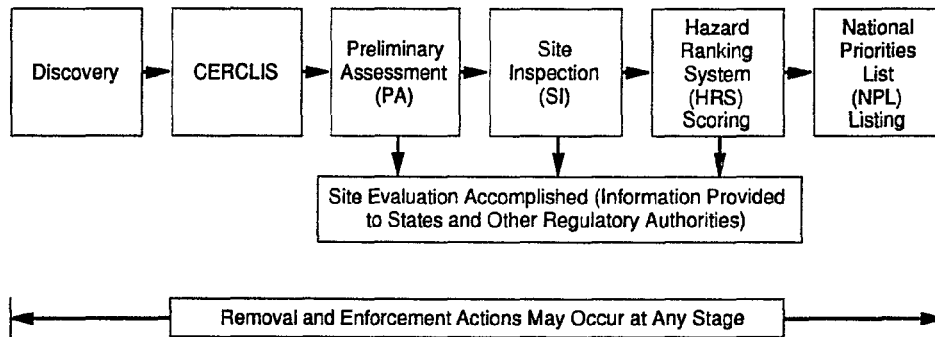 Discovery
CERCLIS
Preliminary
Assessment
(PA)
Site
Inspection
(SI)
Hazard
Ranking
System
(HRS)
Scoring
National
Priorities
List
(NPL)
Listing
Site Evaluation Accomplished (Information Provided
to States and Other Regulatory Authorities)
Removal and Enforcement Actions May Occur at Any Stage